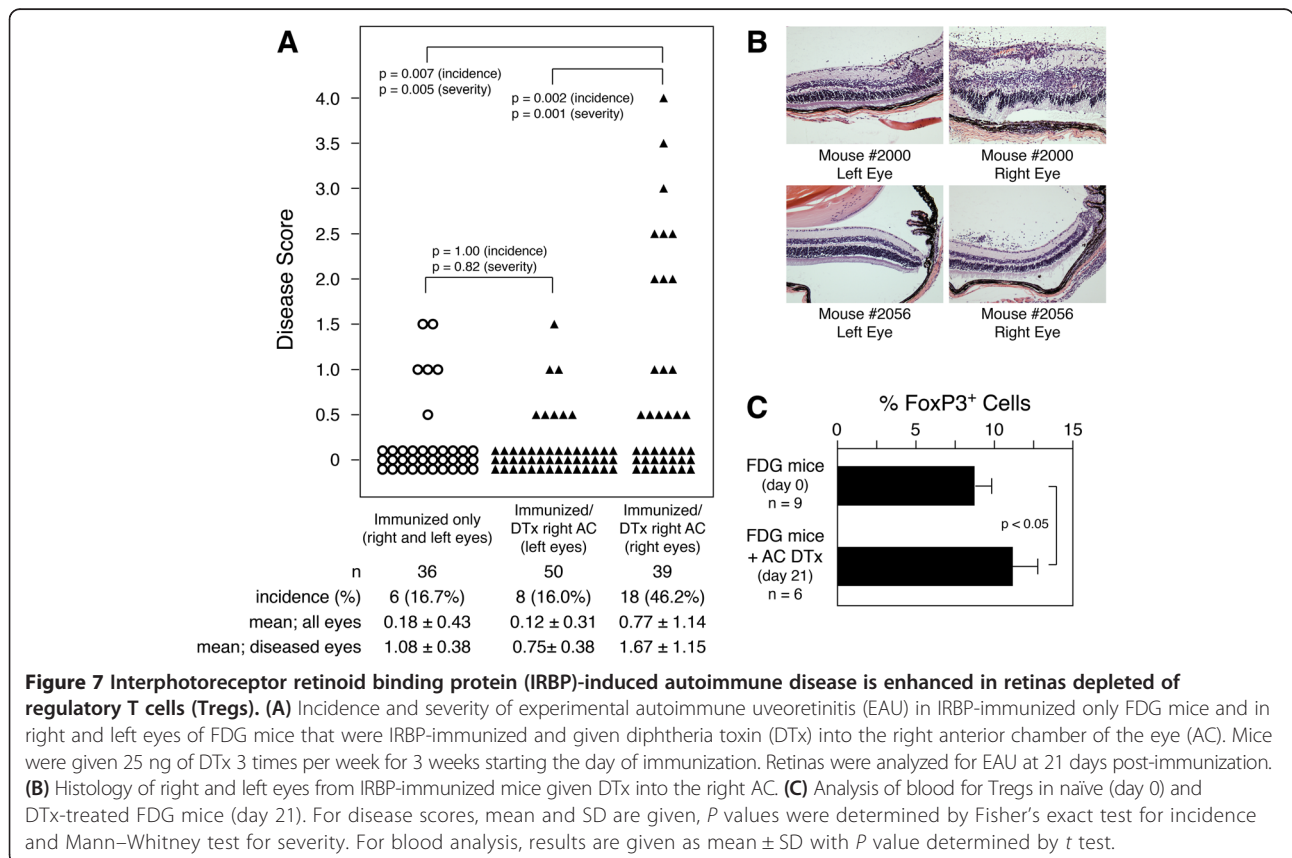 A
p = 0.007 (incidence)
p = 0.005 (severity)
p = 0.002 (incidence)
p = 0.001 (severity)
p = 1.00 (incidence)
p = 0.82 (severity)
Disease Score
4.0
3.5
3.0
2.5
2.0
1.5
1.0
0.5
0
Immunized only
(right and left eyes)
Immunized/
DTx right AC
(left eyes)
Immunized/
DTx right AC
(right eyes)
n 36 50 39
incidence (%) 6 (16.7%) 8 (16.0%) 18 (46.2%)
mean; all eyes 0.18 ± 0.43 0.12 ± 0.31 0.77 ± 1.14
mean; diseased eyes 1.08 ± 0.38 0.75± 0.38 1.67 ± 1.15
B
Mouse #2000
Left Eye
Mouse #2000
Right Eye
Mouse #2056
Left Eye
Mouse #2056
Right Eye
C
% FoxP3+ Cells
0 5 10 15
FDG mice
(day 0)
n = 9
p < 0.05
FDG mice
+ AC DTx
(day 21)
n = 6
Figure 7 Interphotoreceptor retinoid binding protein (IRBP)-induced autoimmune disease is enhanced in retinas depleted of
regulatory T cells (Tregs). (A) Incidence and severity of experimental autoimmune uveoretinitis (EAU) in IRBP-immunized only FDG mice and in
right and left eyes of FDG mice that were IRBP-immunized and given diphtheria toxin (DTx) into the right anterior chamber of the eye (AC). Mice
were given 25 ng of DTx 3 times per week for 3 weeks starting the day of immunization. Retinas were analyzed for EAU at 21 days post-immunization.
(B) Histology of right and left eyes from IRBP-immunized mice given DTx into the right AC. (C) Analysis of blood for Tregs in naïve (day 0) and
DTx-treated FDG mice (day 21). For disease scores, mean and SD are given, P values were determined by Fisher's exact test for incidence
and Mann–Whitney test for severity. For blood analysis, results are given as mean ± SD with P value determined by t test.